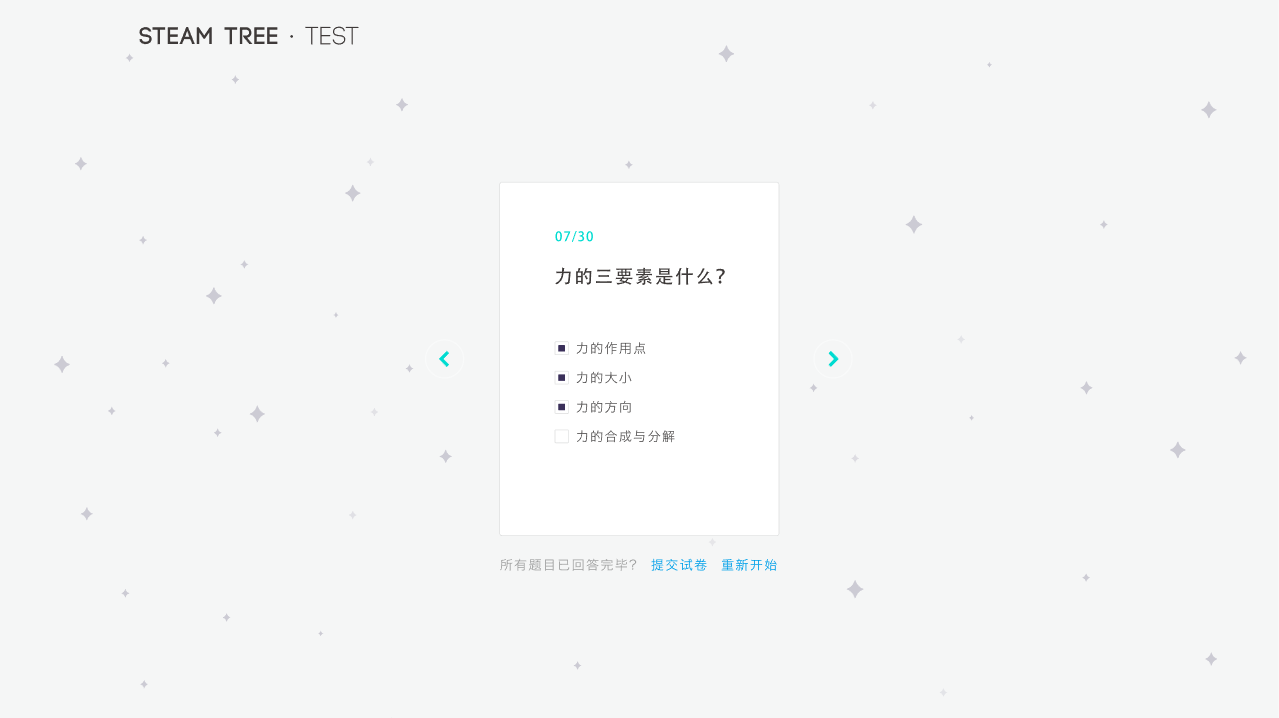 STEAM TREE · TEST
07/30
力的三要素是什么?
力的作用点
力的大小
力的方向
力的合成与分解
所有题目已回答完毕? 提交试卷 重新开始